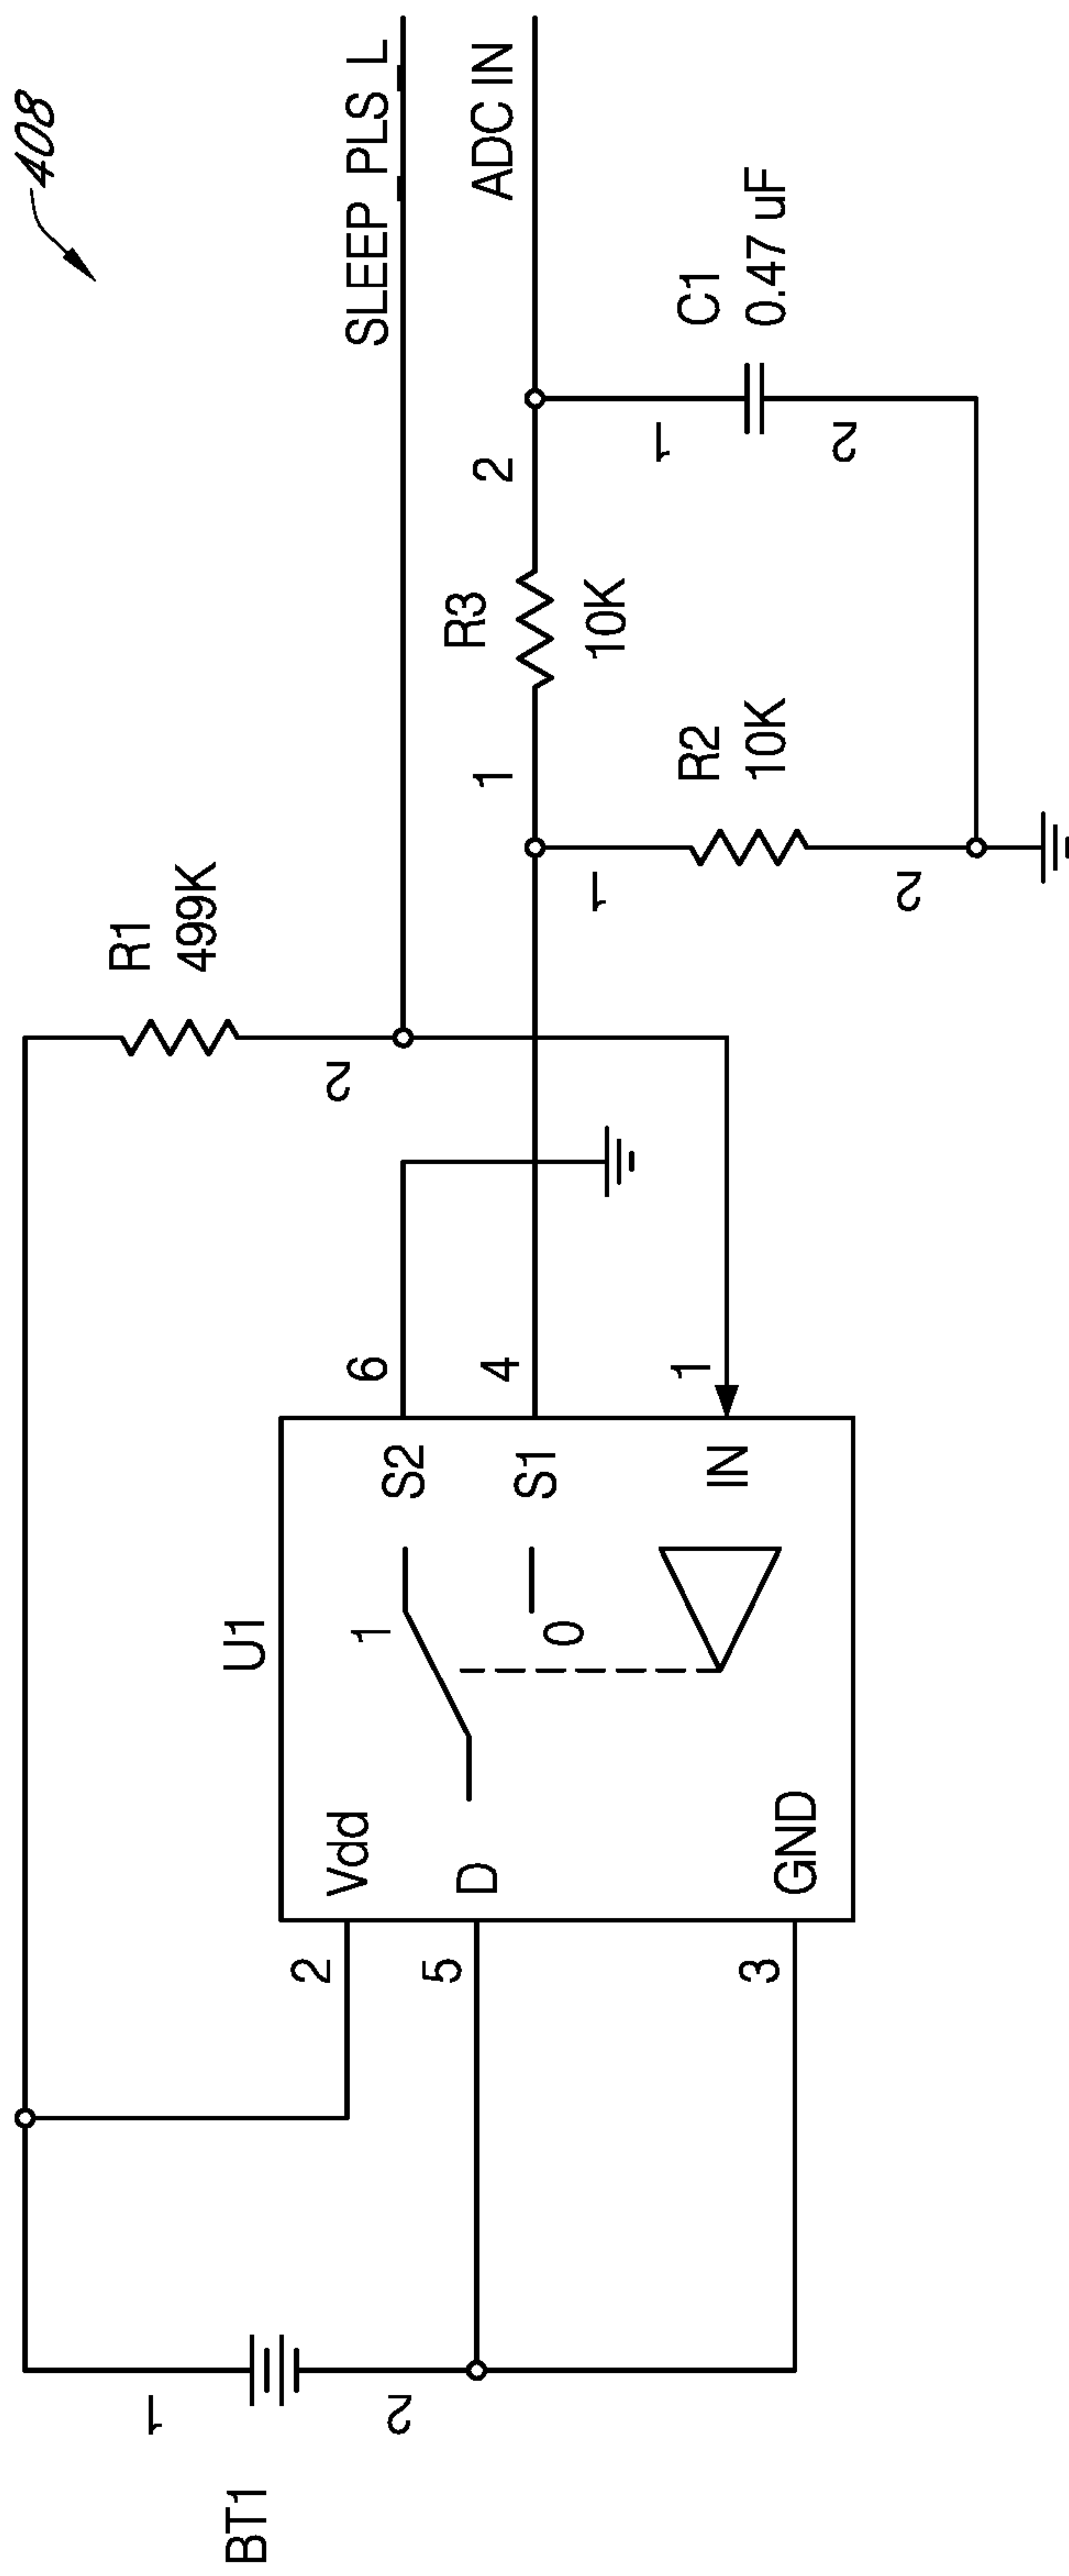 408
SLEEP_PLS_L
ADC IN
R1
499K
2
R3
10K
1
2
R2
10K
1
2
C1
0.47 uF
1
2
U1
Vdd
D
GND
S2
S1
IN
1
0
2
5
3
6
4
1
BT1
1
2